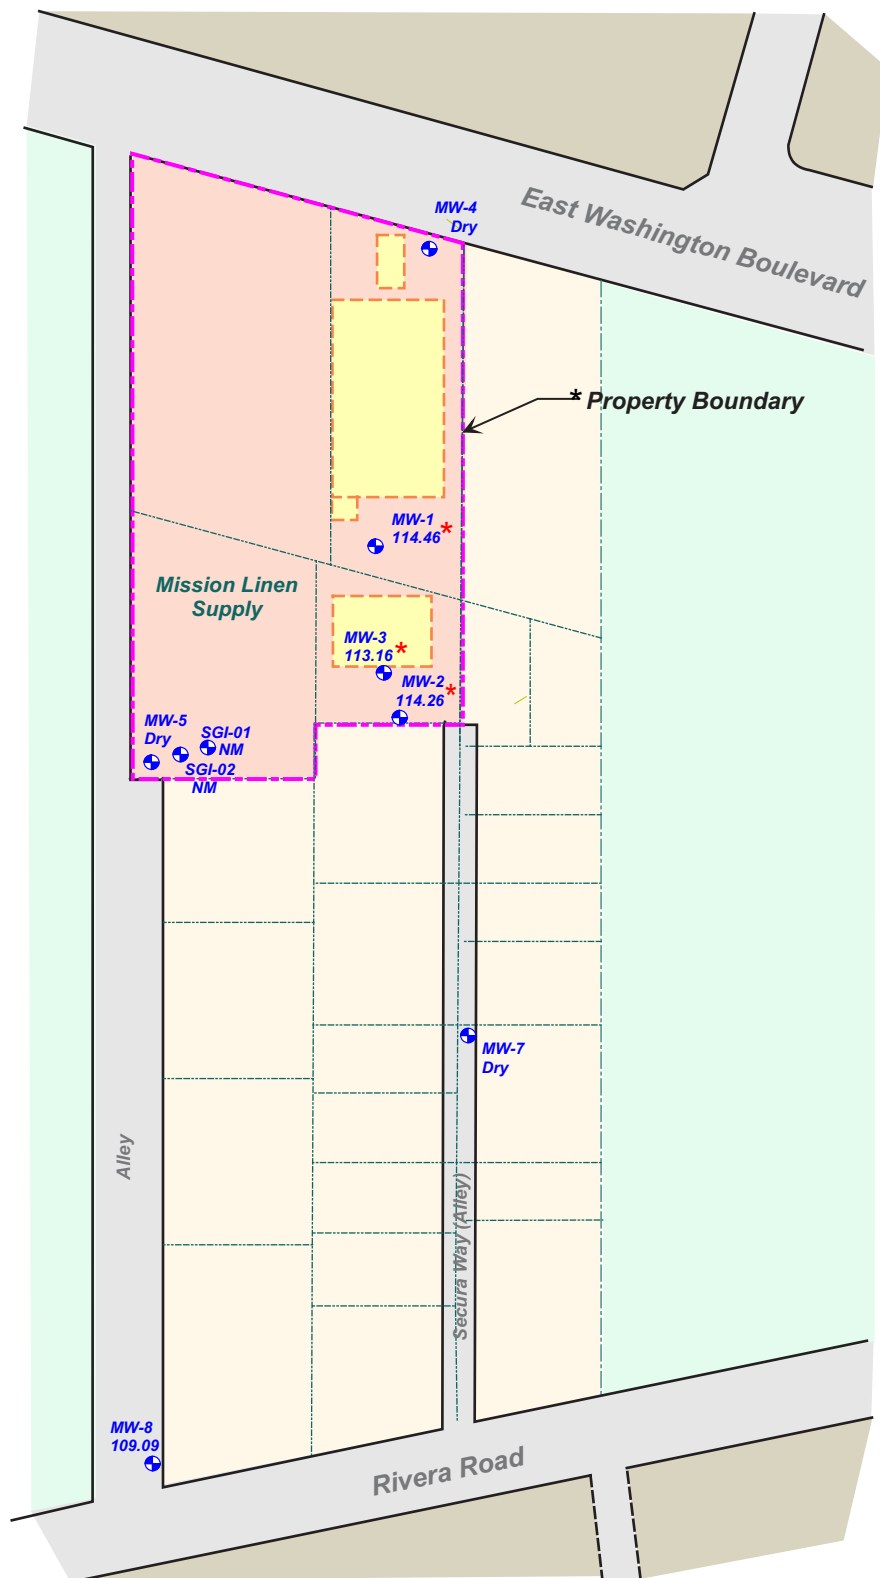 MW-4
Dry
East Washington Boulevard
* Property Boundary
MW-1
114.46*
Mission Linen
Supply
MW-3
113.16*
MW-2
114.26*
MW-5
Dry
SGI-01
NM
SGI-02
NM
MW-7
Dry
Alley
Secura Way (Alley)
MW-8
109.09
Rivera Road